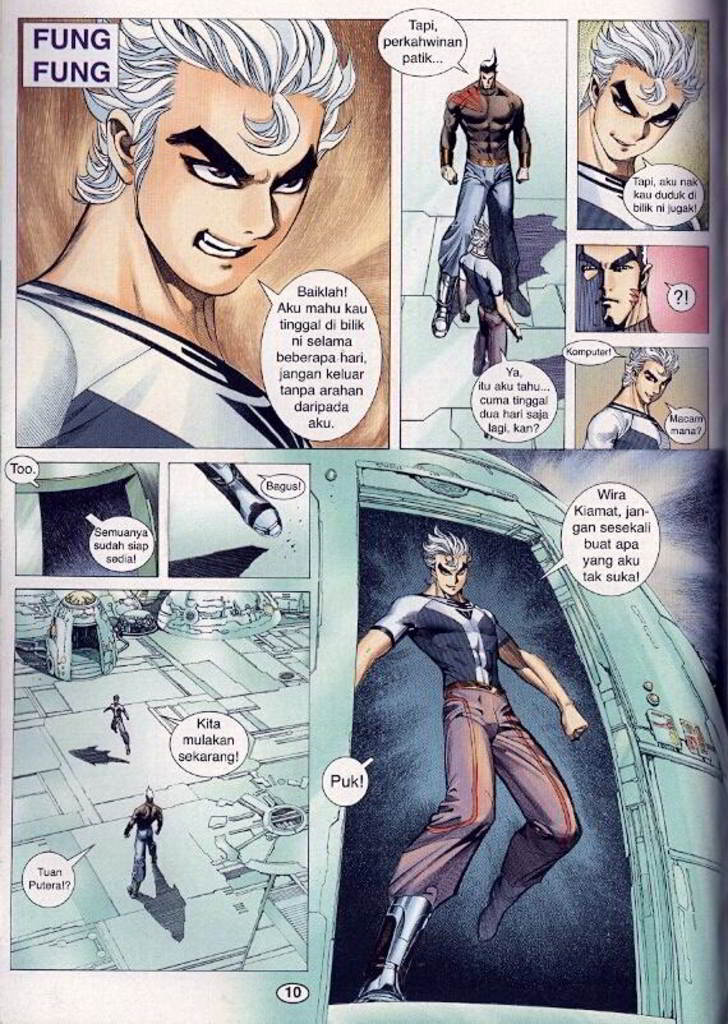 FUNG
FUNG
Baiklah!
Aku mahu kau
tinggal di bilik
ni selama
beberapa hari,
jangan keluar
tanpa arahan
daripada
aku.
Tapi,
perkahwinan
patik...
Ya,
itu aku tahu...
cuma tinggal
dua hari saja
lagi, kan?
Tapi, aku nak
kau duduk di
bilik ni jugak!
?!
Komputer!
Macam
mana?
Too.
Semuanya
sudah siap
sedia!
Bagus!
Wira
Kiamat, jan-
gan sesekali
buat apa
yang aku
tak suka!
Puk!
Kita
mulakan
sekarang!
Tuan
Putera!?
10